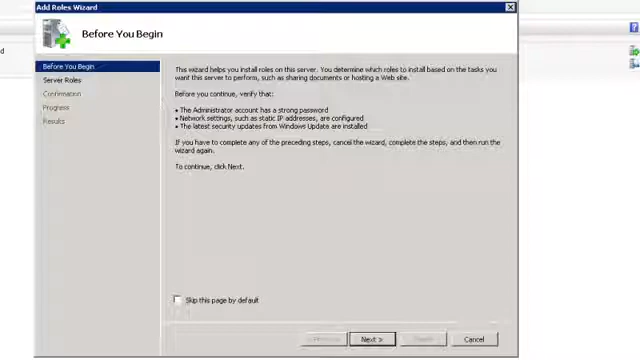 Add Roles Wizard
Before You Begin
Before You Begin
Server Roles
Confirmation
Progress
Results
This wizard helps you install roles on this server. You determine which roles to install based on the tasks you
want this server to perform, such as sharing documents or hosting a Web site.
Before you continue, verify that:
• The Administrator account has a strong password
• Network settings, such as static IP addresses, are configured
• The latest security updates from Windows Update are installed
If you have to complete any of the preceding steps, cancel the wizard, complete the steps, and then run the
wizard again.
To continue, click Next.
Skip this page by default
Next >
Cancel